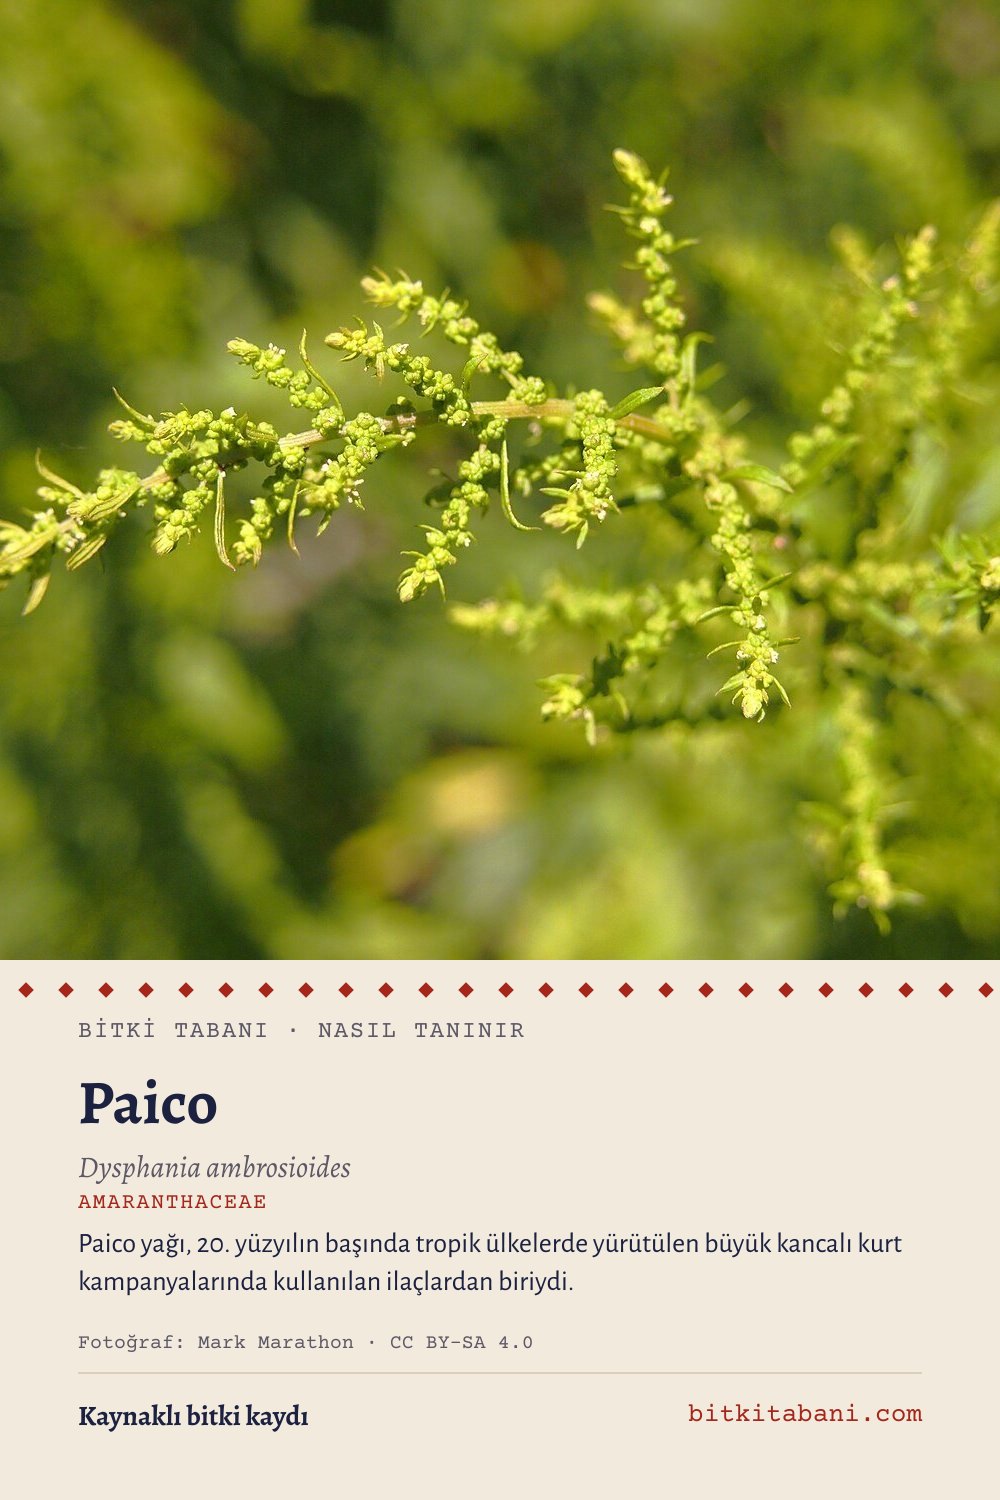 BİTKİ TABANI · NASIL TANINIR
Paico
Dysphania ambrosioides
AMARANTHACEAE
Paico yağı, 20. yüzyılın başında tropik ülkelerde yürütülen büyük kancalı kurt
kampanyalarında kullanılan ilaçlardan biriydi.
Fotoğraf: Mark Marathon · CC BY-SA 4.0
Kaynaklı bitki kaydı
bitkitabani.com